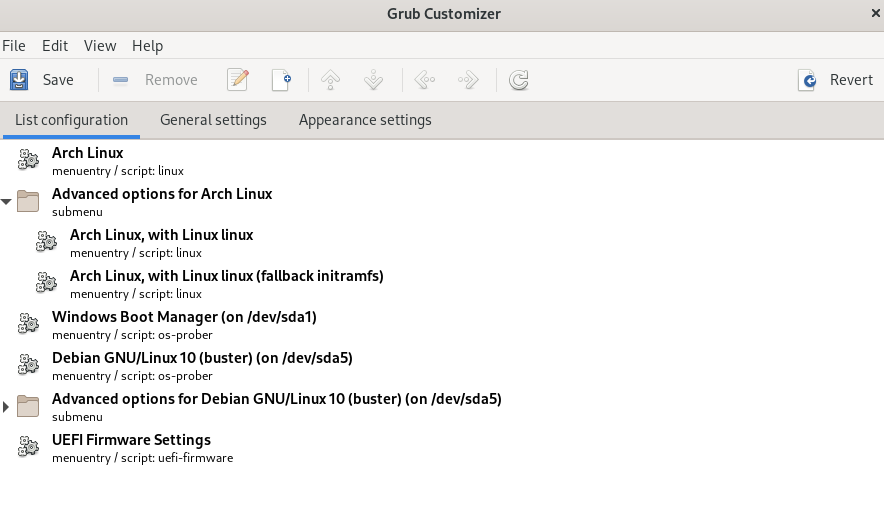 Grub Customizer
File Edit View Help
Save Remove Revert
List configuration General settings Appearance settings
Arch Linux
menuentry / script: linux
Advanced options for Arch Linux
submenu
Arch Linux, with Linux linux
menuentry / script: linux
Arch Linux, with Linux linux (fallback initramfs)
menuentry / script: linux
Windows Boot Manager (on /dev/sda1)
menuentry / script: os-prober
Debian GNU/Linux 10 (buster) (on /dev/sda5)
menuentry / script: os-prober
Advanced options for Debian GNU/Linux 10 (buster) (on /dev/sda5)
submenu
UEFI Firmware Settings
menuentry / script: uefi-firmware